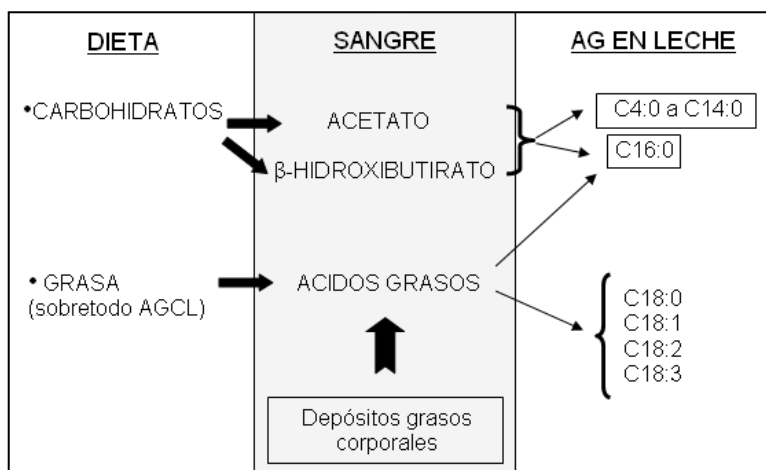 DIETA
SANGRE
AG EN LECHE
•CARBOHIDRATOS
ACETATO
β-HIDROXIBUTIRATO
C4:0 a C14:0
C16:0
• GRASA
(sobretodo AGCL)
ACIDOS GRASOS
C18:0
C18:1
C18:2
C18:3
Depósitos grasos
corporales